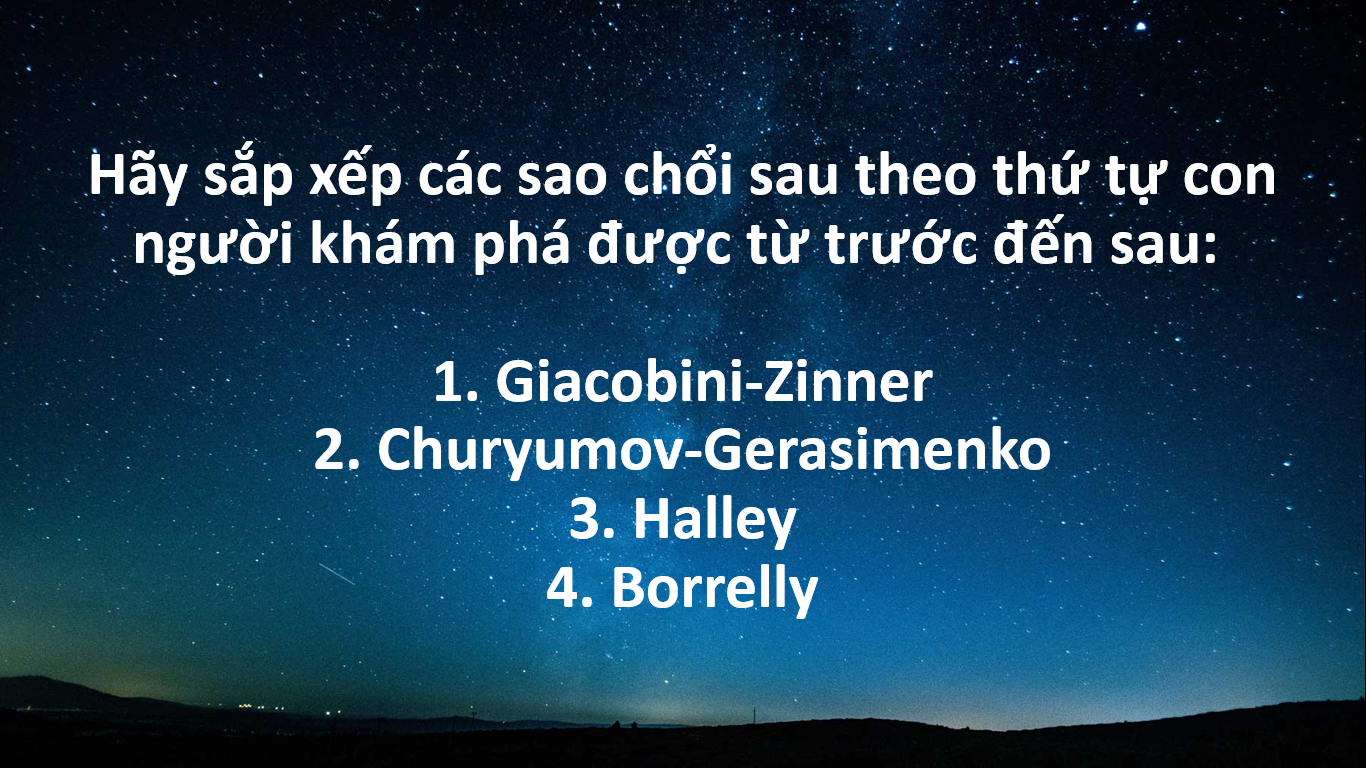 Hãy sắp xếp các sao chổi sau theo thứ tự con
người khám phá được từ trước đến sau:
1. Giacobini-Zinner
2. Churyumov-Gerasimenko
3. Halley
4. Borrelly